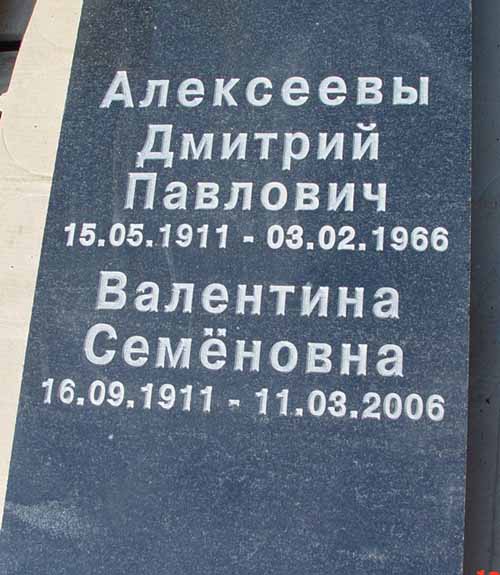 Алексеевы
Дмитрий
Павлович
15.05.1911 - 03.02.1966
Валентина
Семёновна
16.09.1911 - 11.03.2006